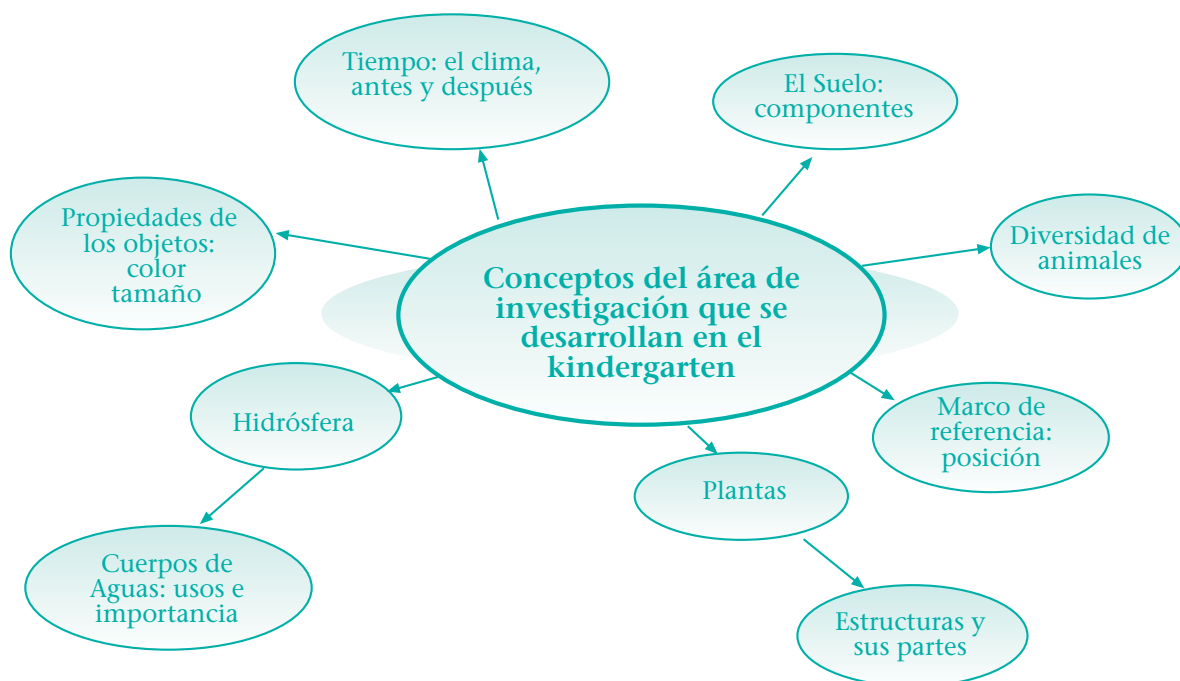 Tiempo: el clima,
antes y después
El Suelo:
componentes
Propiedades de
los objetos:
color
tamaño
Diversidad de
animales
Conceptos del área de
investigación que se
desarrollan en el
kindergarten
Hidrósfera
Marco de
referencia:
posición
Plantas
Cuerpos de
Aguas: usos e
importancia
Estructuras y
sus partes